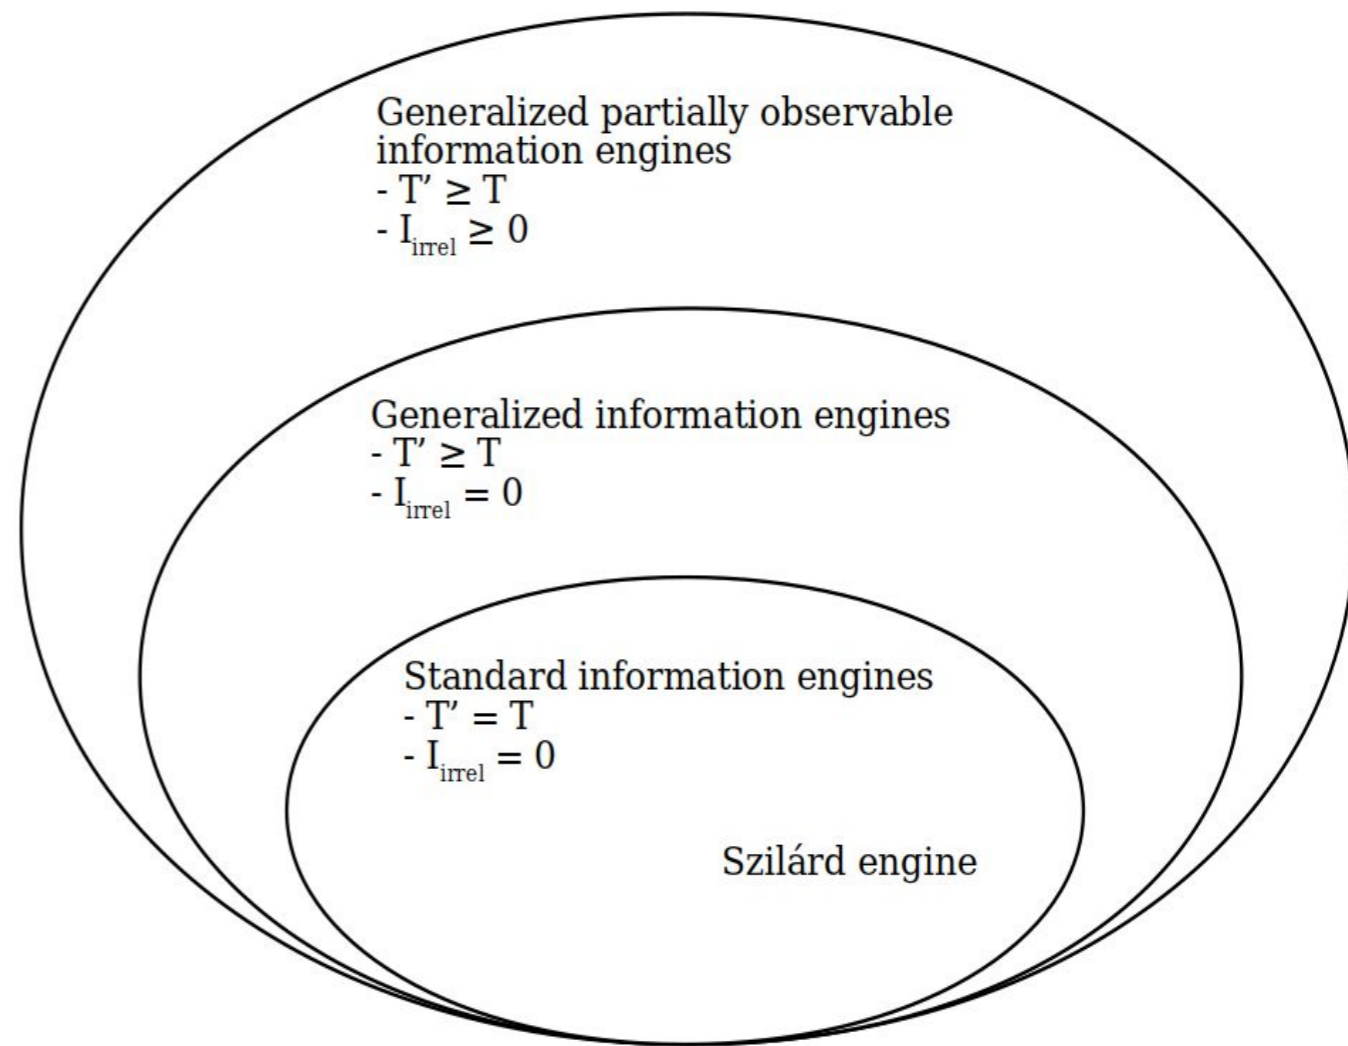 Generalized partially observable
information engines
- T’ ≥ T
- I_irrel ≥ 0
Generalized information engines
- T’ ≥ T
- I_irrel = 0
Standard information engines
- T’ = T
- I_irrel = 0
Szilárd engine